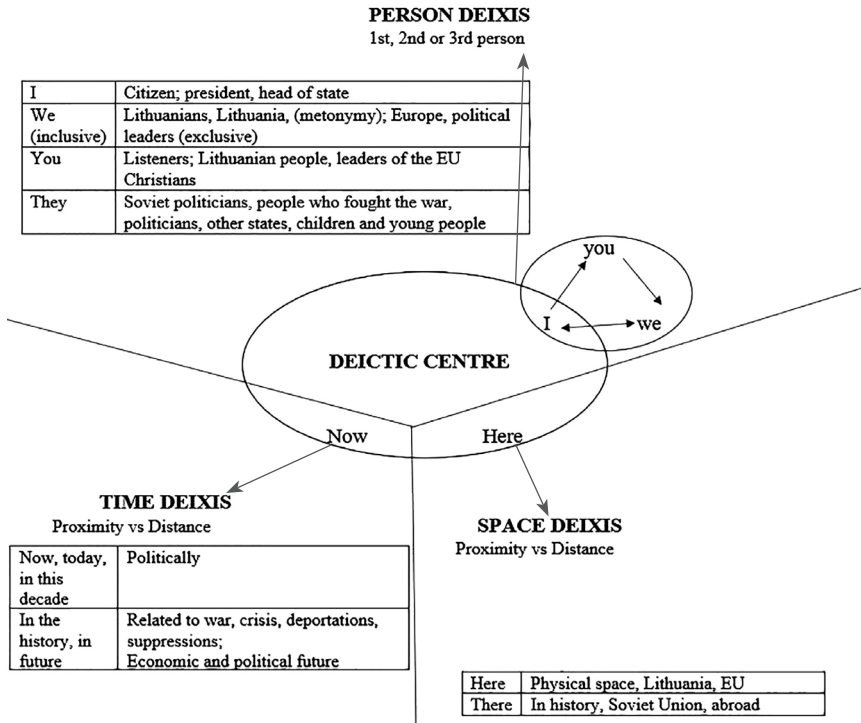 PERSON DEIXIS
1st, 2nd or 3rd person
I Citizen; president, head of state
We Lithuanians, Lithuania, (metonymy); Europe, political
(inclusive) leaders (exclusive)
You Listeners; Lithuanian people, leaders of the EU
Christians
They Soviet politicians, people who fought the war,
politicians, other states, children and young people
you
I we
DEICTIC CENTRE
Now Here
TIME DEIXIS
Proximity vs Distance
Now, today, Politically
in this
decade
In the Related to war, crisis, deportations,
history, in suppressions;
future Economic and political future
SPACE DEIXIS
Proximity vs Distance
Here Physical space, Lithuania, EU
There In history, Soviet Union, abroad